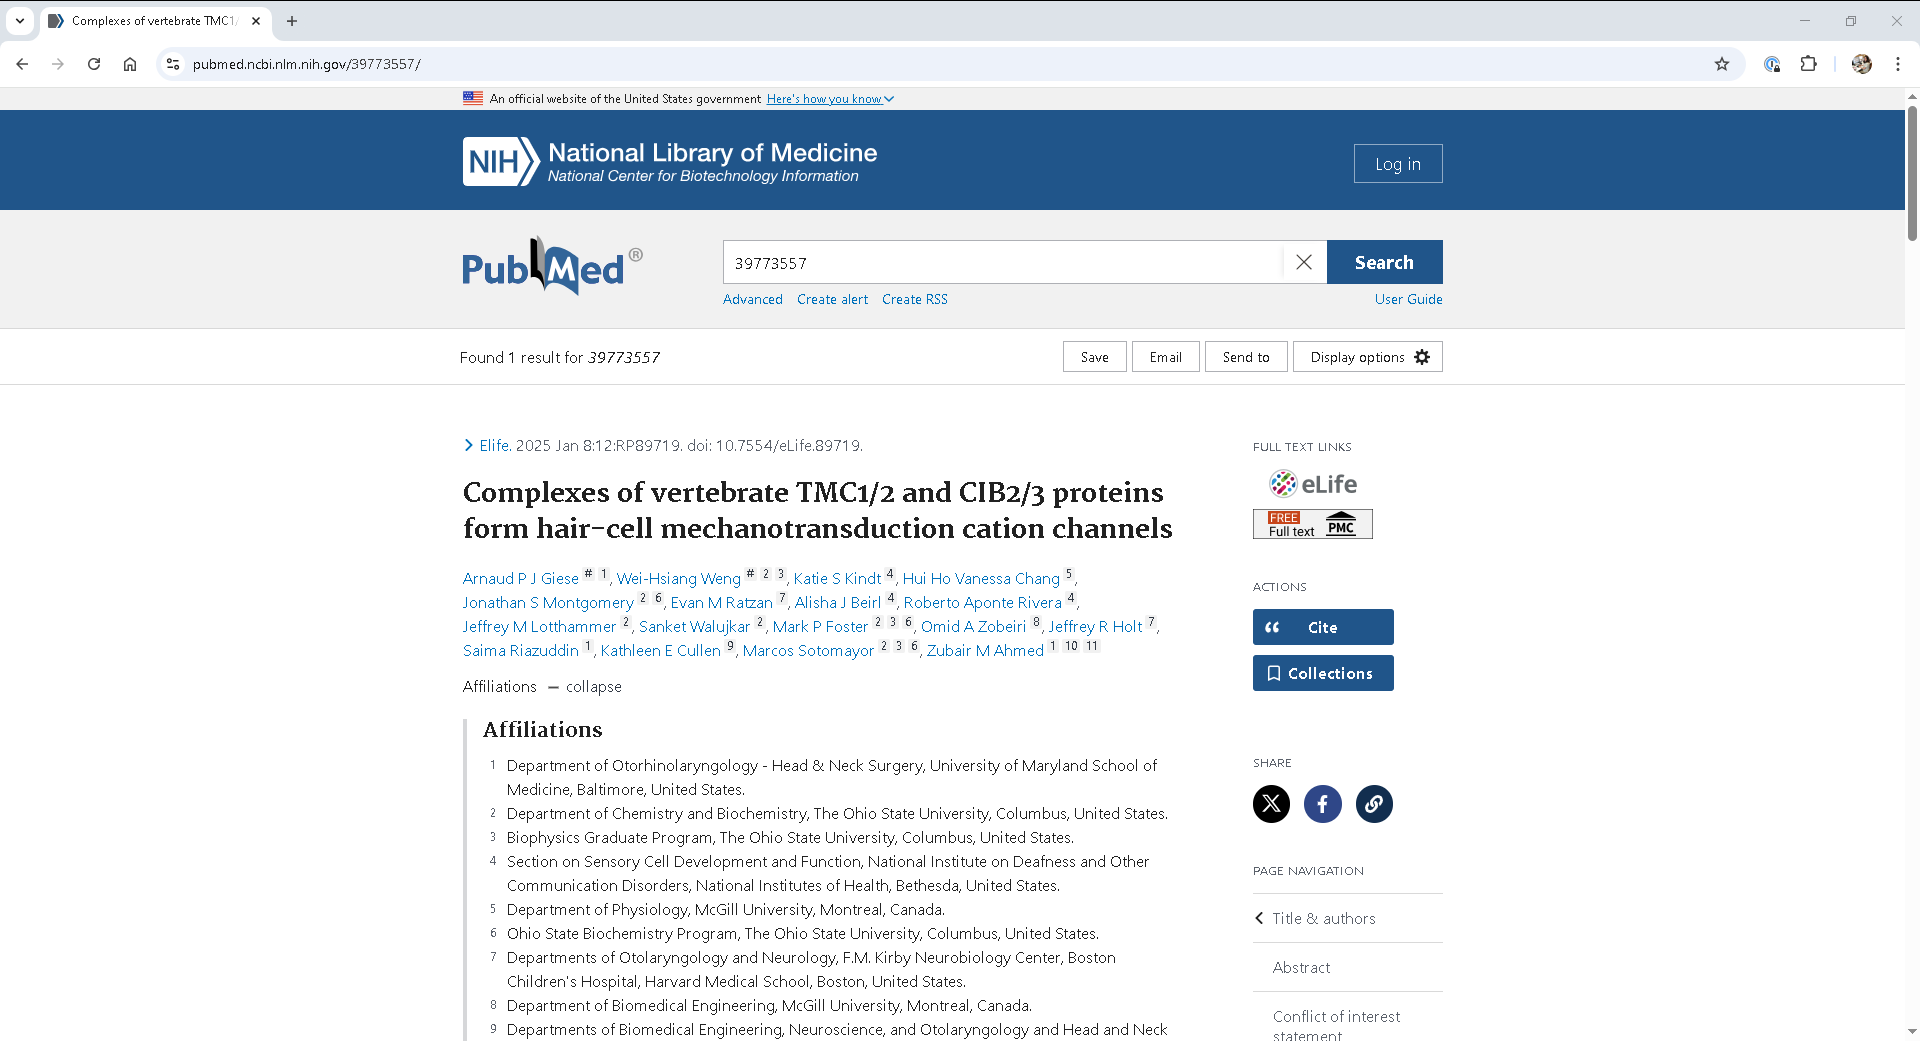 Complexes of vertebrate TMC1/
pubmed.ncbi.nlm.nih.gov/39773557/
An official website of the United States government Here's how you know
NIH National Library of Medicine
National Center for Biotechnology Information
Log in
PubMed®
39773557
Search
Advanced Create alert Create RSS
User Guide
Found 1 result for 39773557
Save Email Send to Display options
Elife. 2025 Jan 8:12:RP89719. doi: 10.7554/eLife.89719.
Complexes of vertebrate TMC1/2 and CIB2/3 proteins
form hair-cell mechanotransduction cation channels
Arnaud P J Giese # 1, Wei-Hsiang Weng # 2 3, Katie S Kindt 4, Hui Ho Vanessa Chang 5,
Jonathan S Montgomery 2 6, Evan M Ratzan 7, Alisha J Beirl 4, Roberto Aponte Rivera 4,
Jeffrey M Lotthammer 2, Sanket Walujkar 2, Mark P Foster 2 3 6, Omid A Zobeiri 8, Jeffrey R Holt 7,
Saima Riazuddin 1, Kathleen E Cullen 9, Marcos Sotomayor 2 3 6, Zubair M Ahmed 1 10 11
Affiliations — collapse
Affiliations
1 Department of Otorhinolaryngology - Head & Neck Surgery, University of Maryland School of
Medicine, Baltimore, United States.
2 Department of Chemistry and Biochemistry, The Ohio State University, Columbus, United States.
3 Biophysics Graduate Program, The Ohio State University, Columbus, United States.
4 Section on Sensory Cell Development and Function, National Institute on Deafness and Other
Communication Disorders, National Institutes of Health, Bethesda, United States.
5 Department of Physiology, McGill University, Montreal, Canada.
6 Ohio State Biochemistry Program, The Ohio State University, Columbus, United States.
7 Departments of Otolaryngology and Neurology, F.M. Kirby Neurobiology Center, Boston
Children's Hospital, Harvard Medical School, Boston, United States.
8 Department of Biomedical Engineering, McGill University, Montreal, Canada.
9 Departments of Biomedical Engineering, Neuroscience, and Otolaryngology and Head and Neck
FULL TEXT LINKS
eLife
FREE
Full text PMC
ACTIONS
Cite
Collections
SHARE
PAGE NAVIGATION
Title & authors
Abstract
Conflict of interest
statement